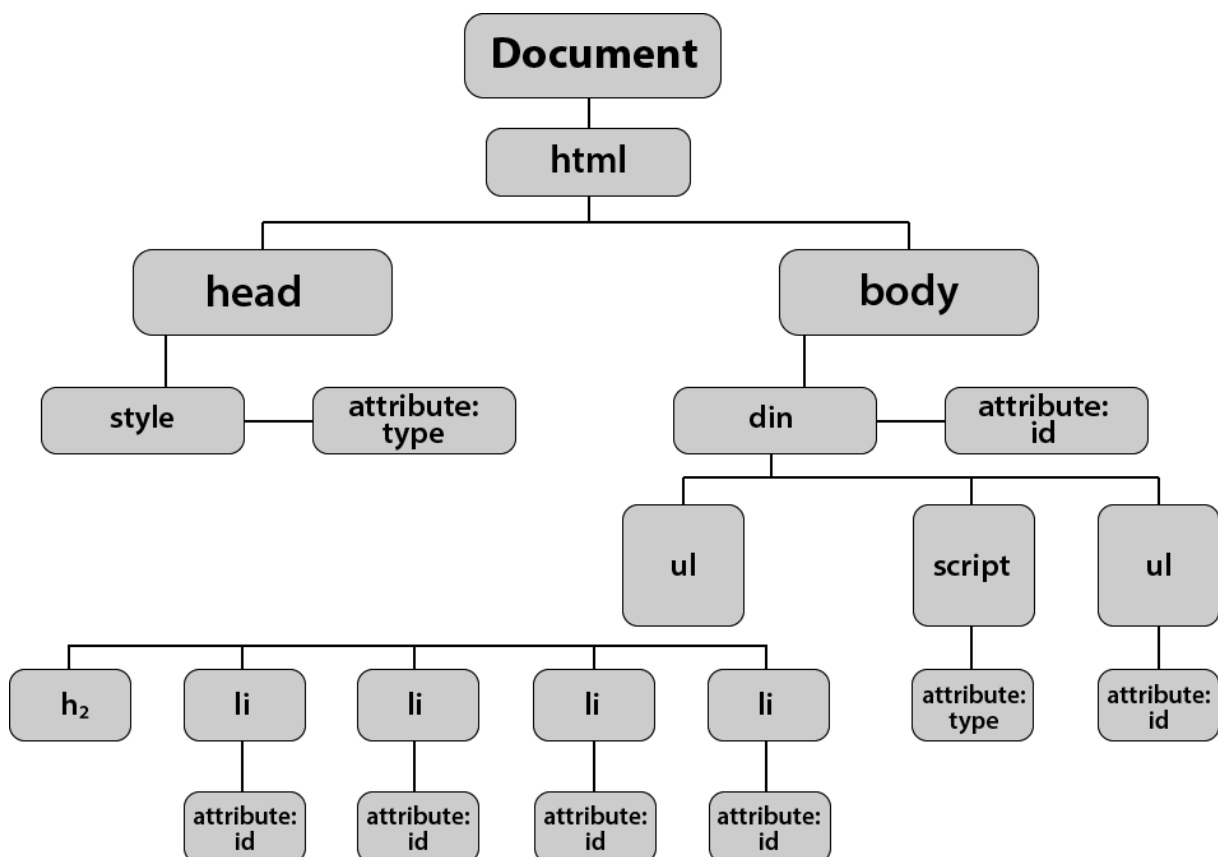 Document
html
head
body
style
attribute:
type
din
attribute:
id
ul
script
ul
h₂
li
li
li
li
attribute:
type
attribute:
id
attribute:
id
attribute:
id
attribute:
id
attribute:
id